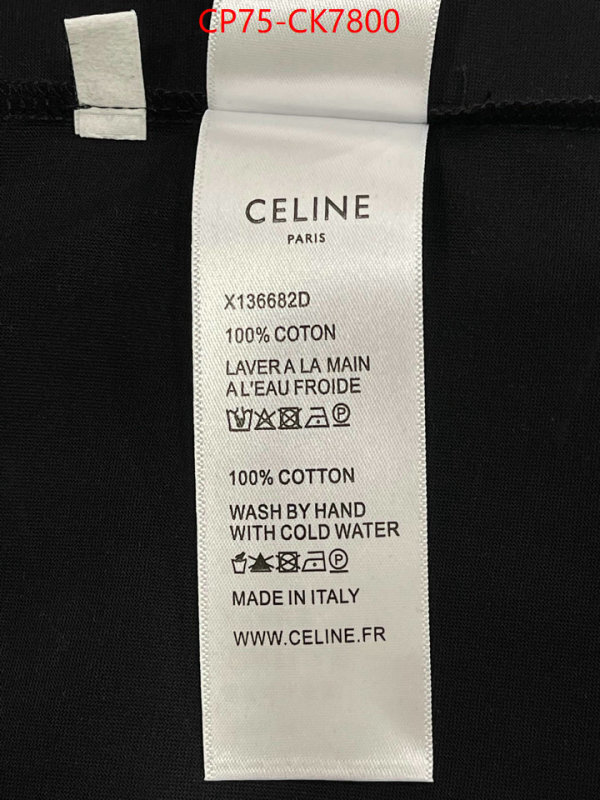 CP75-CK7800
CELINE
PARIS
X136682D
100% COTON
LAVER A LA MAIN
A L'EAU FROIDE
P
100% COTTON
WASH BY HAND
WITH COLD WATER
P
MADE IN ITALY
WWW.CELINE.FR